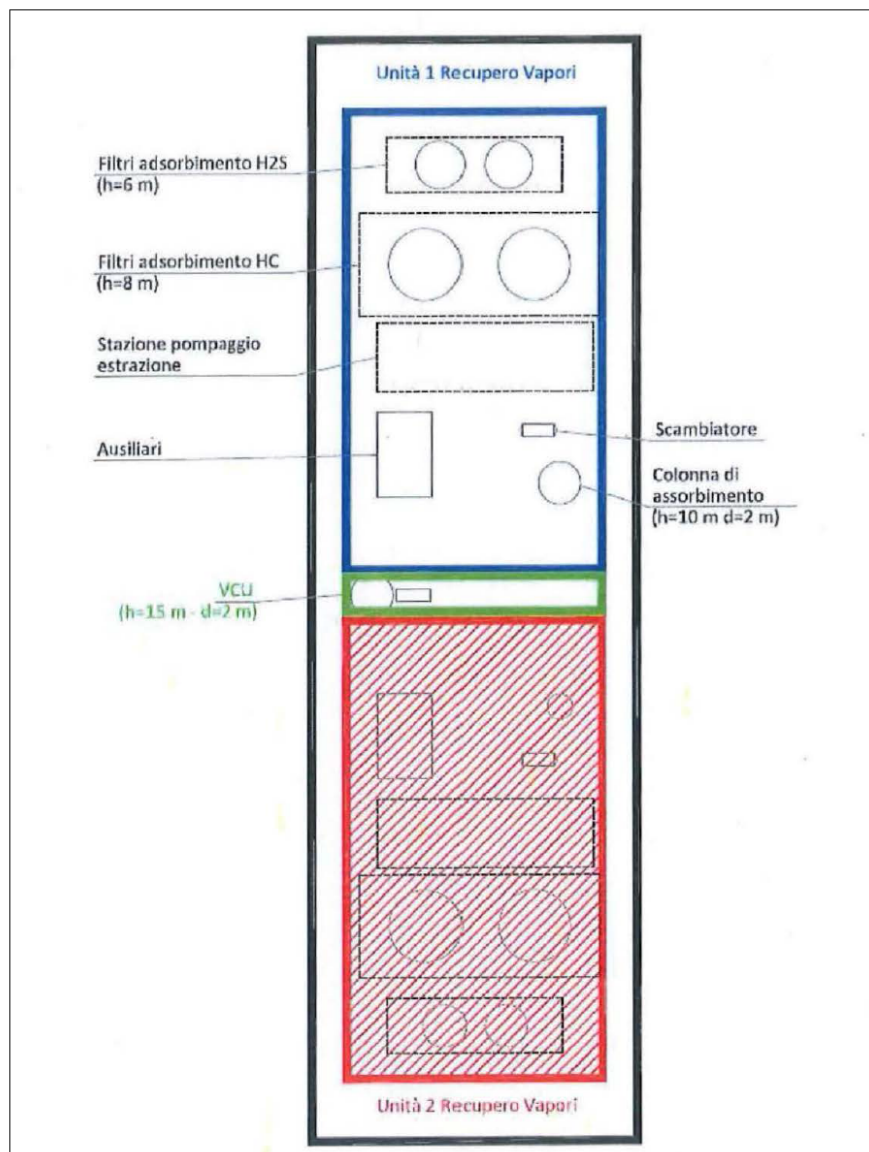 Unità 1 Recupero Vapori
Filtri adsorbimento H2S
(h=6 m)
Filtri adsorbimento HC
(h=8 m)
Stazione pompaggio
estrazione
Ausiliari
Scambiatore
Colonna di
assorbimento
(h=10 m d=2 m)
VCU
(h=15 m - d=2 m)
Unità 2 Recupero Vapori